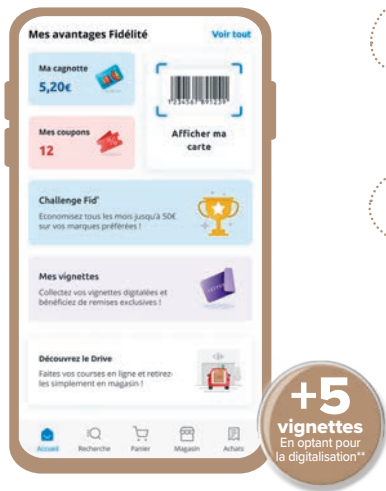 Mes avantages Fidélité
Voir tout
Ma cagnotte
5,20€
Mes coupons
12
Afficher ma
carte
Challenge Fid'
Economisez tous les mois jusqu'à 50€
sur vos marques préférées !
Mes vignettes
Collectez vos vignettes digitalées et
bénéficiez de remises exclusives !
Découvrez le Drive
Faites vos courses en ligne et retirez-
les simplement en magasin !
Accueil
Recherche
Panier
Magasin
Achats
+5
vignettes
En optant pour
la digitalisation**